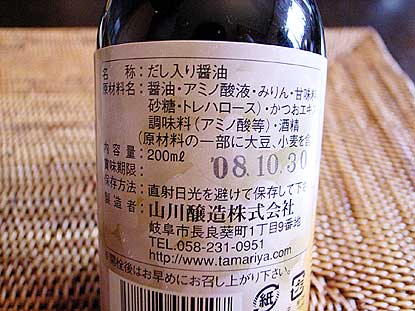 名 称:だし入り醤油
原材料名:醤油・アミノ酸液・みりん・甘味料
砂糖・トレハロース)・かつおエキ
調味料(アミノ酸等)・酒精
(原材料の一部に大豆、小麦を含
内 容 量:200mℓ
賞味期限: '08.10.30
保存方法:直射日光を避けて保存して下
製 造 者:山川醸造株式会社
岐阜市長良葵町1丁目9番地
TEL.058-231-0951
http://www.tamariya.com/
開栓後はお早めにお召し上がり下さい。
紙